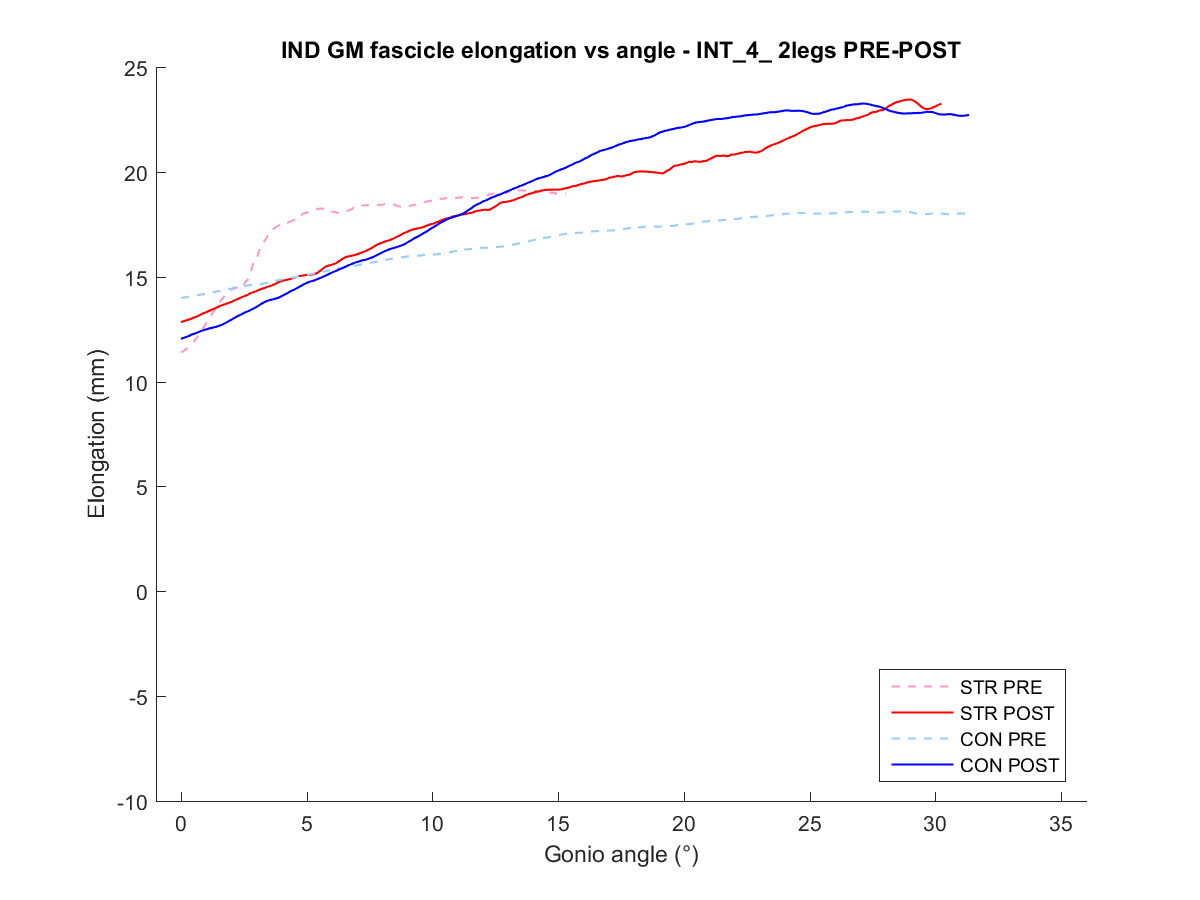 IND GM fascicle elongation vs angle - INT_4_ 2legs PRE-POST
25
20
15
10
5
0
-5
-10
Elongation (mm)
0 5 10 15 20 25 30 35
Gonio angle (°)
STR PRE
STR POST
CON PRE
CON POST